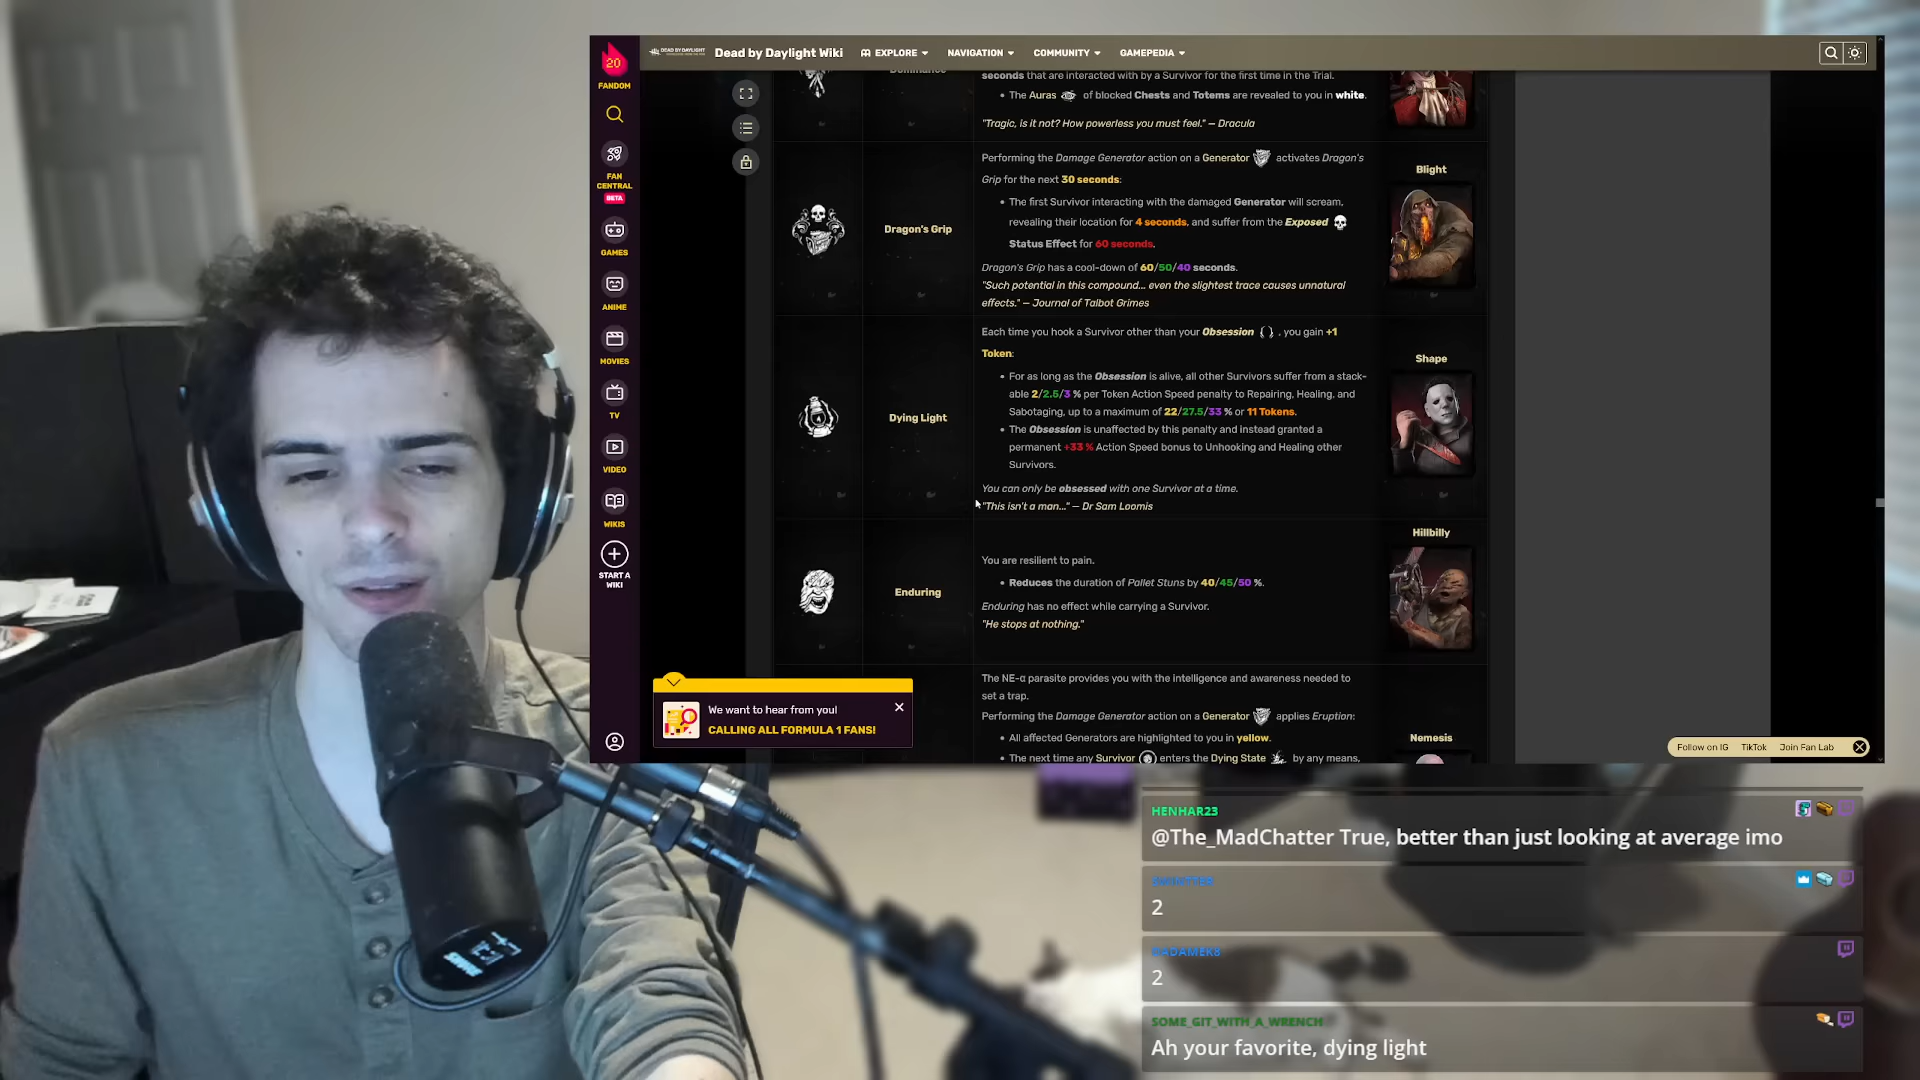 20
FANDOM
FAN
CENTRAL
BETA
GAMES
ANIME
MOVIES
TV
VIDEO
WIKIS
START A
WIKI
DEAD BY DAYLIGHT
Dead by Daylight Wiki
EXPLORE
NAVIGATION
COMMUNITY
GAMEPEDIA
seconds that are interacted with by a Survivor for the first time in the Trial.
• The Auras of blocked Chests and Totems are revealed to you in white.
"Tragic, is it not? How powerless you must feel." — Dracula
Dragon's Grip
Performing the Damage Generator action on a Generator activates Dragon's
Grip for the next 30 seconds:
• The first Survivor interacting with the damaged Generator will scream,
revealing their location for 4 seconds, and suffer from the Exposed
Status Effect for 60 seconds.
Dragon's Grip has a cool-down of 60/50/40 seconds.
"Such potential in this compound... even the slightest trace causes unnatural
effects." — Journal of Talbot Grimes
Blight
Dying Light
Each time you hook a Survivor other than your Obsession , you gain +1
Token:
• For as long as the Obsession is alive, all other Survivors suffer from a stack-
able 2/2.5/3 % per Token Action Speed penalty to Repairing, Healing, and
Sabotaging, up to a maximum of 22/27.5/33 % or 11 Tokens.
• The Obsession is unaffected by this penalty and instead granted a
permanent +33 % Action Speed bonus to Unhooking and Healing other
Survivors.
You can only be obsessed with one Survivor at a time.
"This isn't a man..." — Dr Sam Loomis
Shape
Enduring
You are resilient to pain.
• Reduces the duration of Pallet Stuns by 40/45/50 %.
Enduring has no effect while carrying a Survivor.
"He stops at nothing."
Hillbilly
The NE-α parasite provides you with the intelligence and awareness needed to
set a trap.
Performing the Damage Generator action on a Generator applies Eruption:
• All affected Generators are highlighted to you in yellow.
• The next time any Survivor enters the Dying State by any means,
Nemesis
We want to hear from you!
CALLING ALL FORMULA 1 FANS!
Follow on IG
TikTok
Join Fan Lab
HENHAR23
@The_MadChatter True, better than just looking at average imo
2
2
SOME_GIT_WITH_A_WRENCH
Ah your favorite, dying light